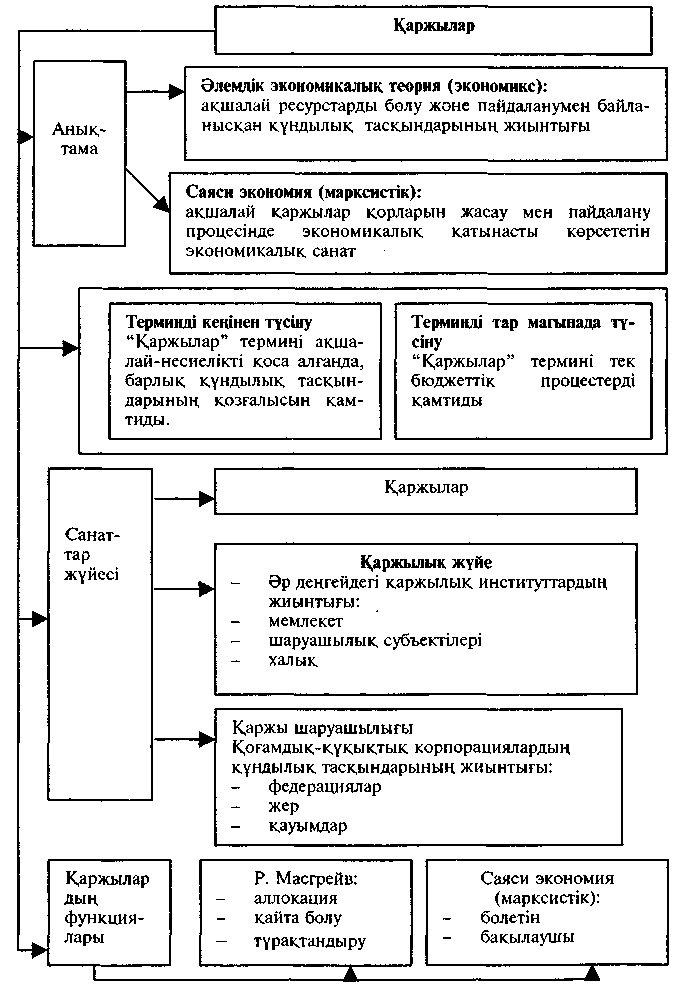 Қаржылар
Анық-
тама
Әлемдік экономикалық теория (экономикс):
ақшалай ресурстарды бөлу және пайдаланумен байла-
нысқан құндылық тасқындарының жиынтығы
Саяси экономия (марксистік):
ақшалай қаржылар қорларын жасау мен пайдалану
процесінде экономикалық қатынасты көрсететін
экономикалық санат
Терминді кеңінен түсіну
“Қаржылар” термині ақша-
лай-несиелікті қоса алғанда,
барлық құндылық тасқын-
дарының қозғалысын қам-
тиды.
Терминді тар мағынада тү-
сіну
“Қаржылар” термині тек
бюджеттік процестерді
қамтиды
Санат-
тар
жүйесі
Қаржылар
Қаржылық жүйе
– Әр деңгейдегі қаржылық институттардың
жиынтығы:
– мемлекет
– шаруашылық субъектілері
– халық
Қаржы шаруашылығы
Қоғамдық-құқықтық корпорациялардың
құндылық тасқындарының жиынтығы:
– федерациялар
– жер
– қауымдар
Қаржылар
дың
функция-
лары
Р. Масгрейв:
– аллокация
– қайта болу
– тұрақтандыру
Саяси экономия
(марксистік):
– болетін
– бақылаушы